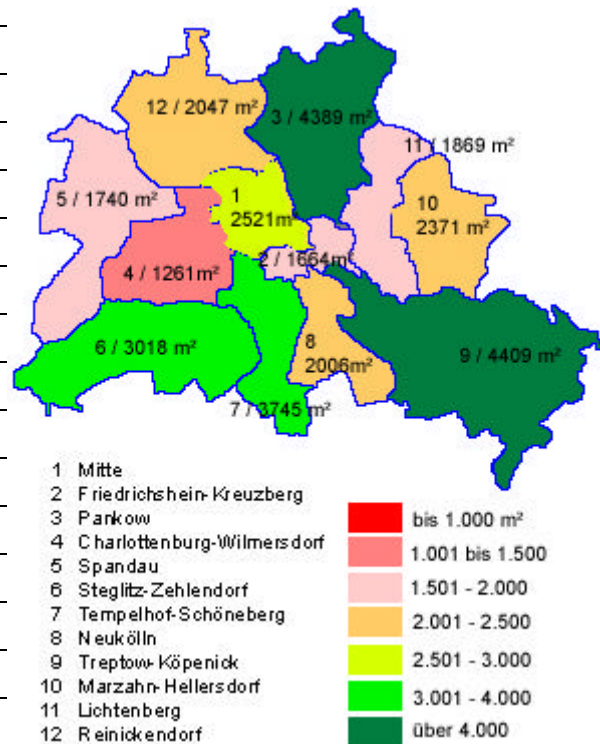 12 / 2047 m²
3 / 4389 m²
11 / 1869 m²
5 / 1740 m²
1
2521m²
10
2371 m²
2 / 1664m²
4 / 1261m²
6 / 3018 m²
8
2006m²
9 / 4409 m²
7 / 3745 m²
1 Mitte
2 Friedrichshein-Kreuzberg
3 Pankow
4 Charlottenburg-Wilmersdorf
5 Spandau
6 Steglitz-Zehlendorf
7 Tempelhof-Schöneberg
8 Neukölln
9 Treptow-Köpenick
10 Marzahn-Hellersdorf
11 Lichtenberg
12 Reinickendorf
bis 1.000 m²
1.001 bis 1.500
1.501 - 2.000
2.001 - 2.500
2.501 - 3.000
3.001 - 4.000
über 4.000